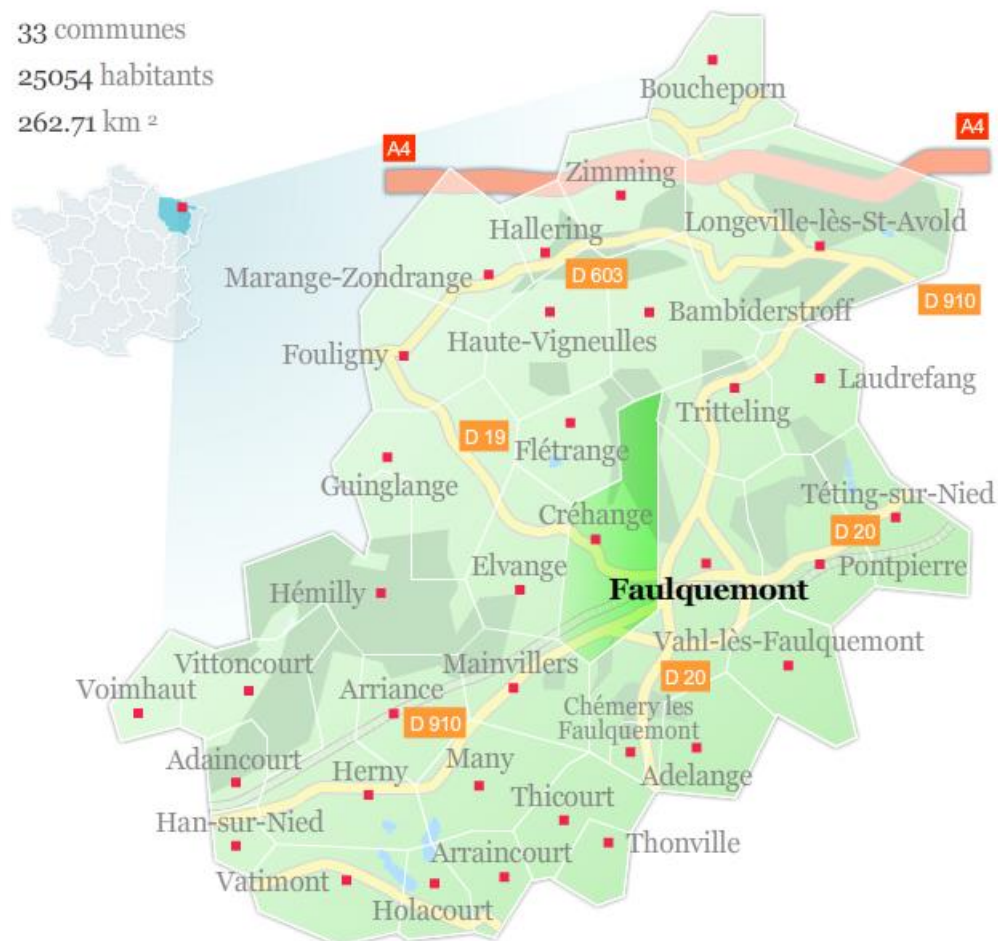 33 communes
25054 habitants
262.71 km ²
Boucheporn
A4
A4
Zimming
Longeville-lès-St-Avold
Hallering
Marange-Zondrange
D 603
D 910
Bambiderstroff
Haute-Vigneulles
Fouligny
Laudrefang
Tritteling
D 19
Flétrange
Guinglange
Téting-sur-Nied
Créhange
D 20
Elvange
Pontpierre
Hémilly
Faulquemont
Vahl-lès-Faulquemont
Vittoncourt
Mainvillers
Voimhaut
Arriance
D 20
Chémery les
Faulquemont
D 910
Adaincourt
Herny
Many
Adelange
Thicourt
Han-sur-Nied
Thonville
Arraincourt
Vatimont
Holacourt